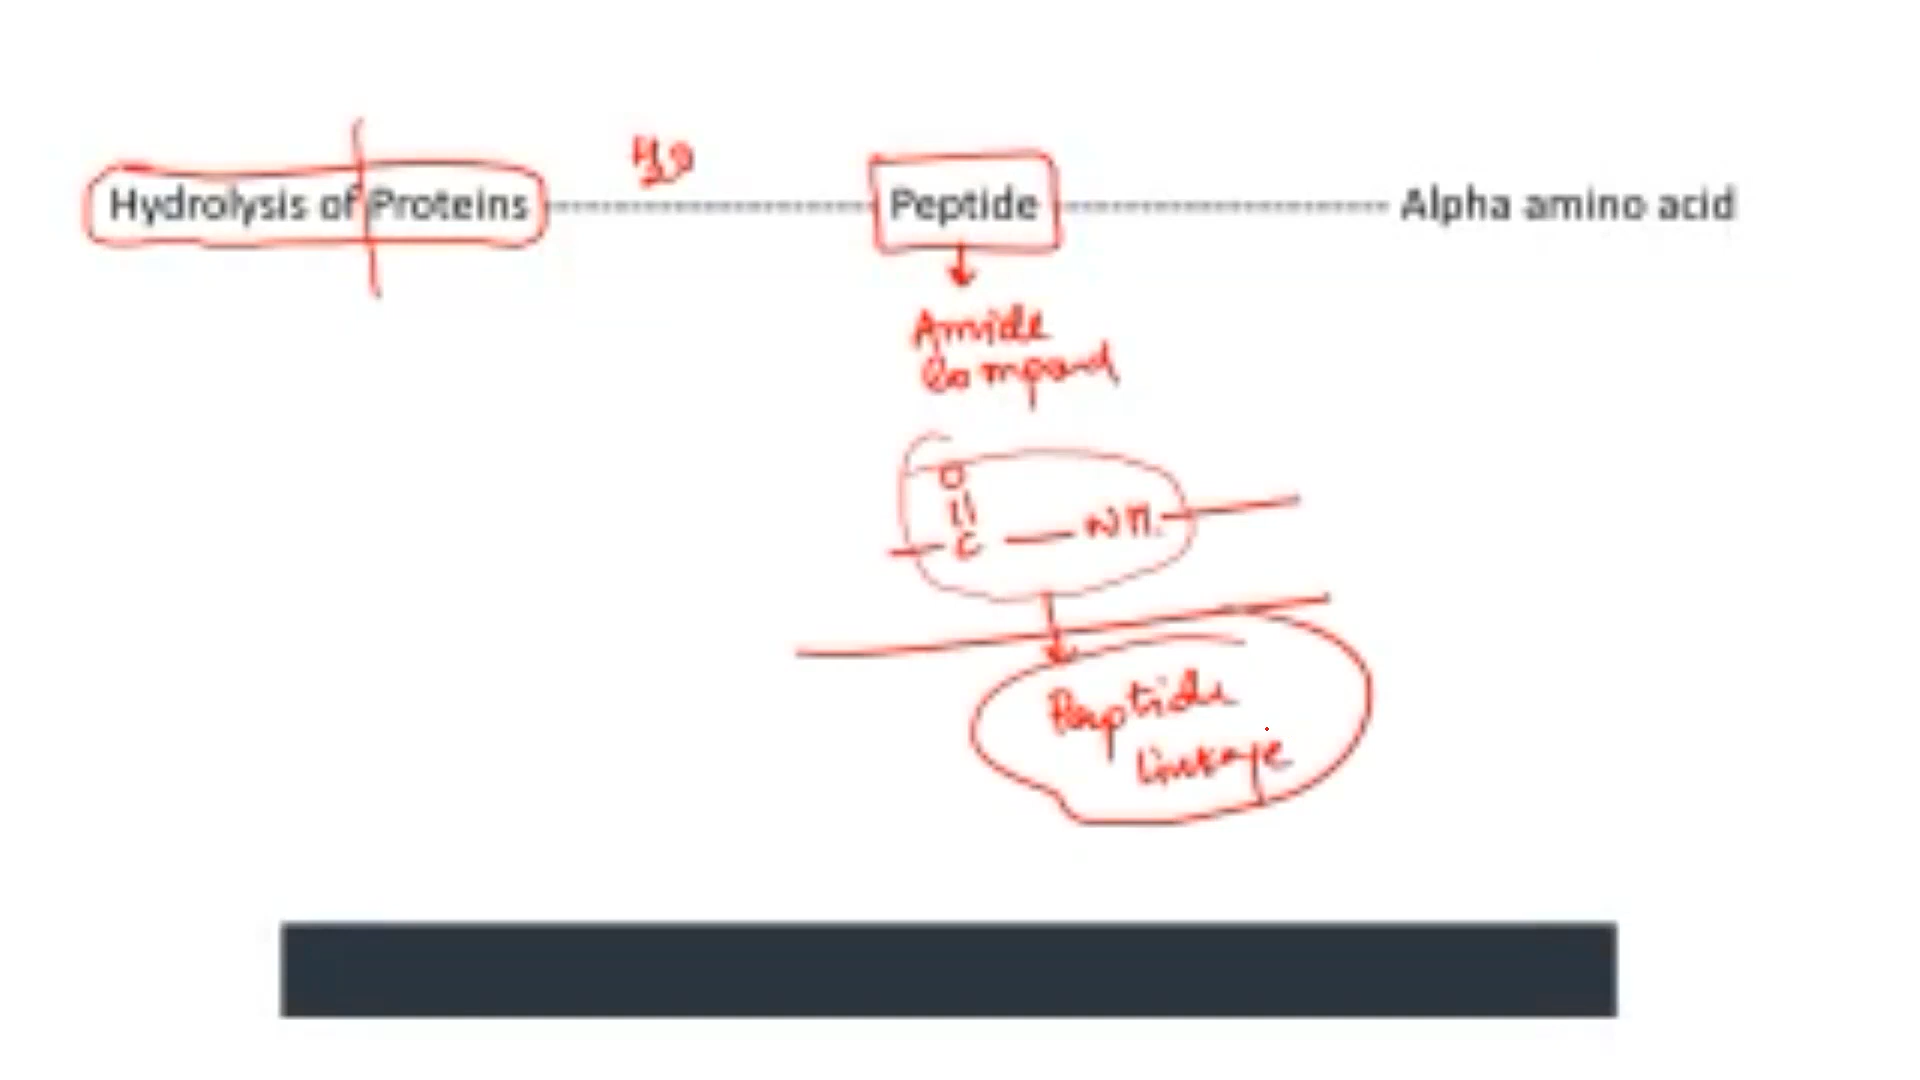 H2O
Hydrolysis of Proteins Peptide Alpha amino acid
Amide
Compound
O
||
— C — NH —
Peptide
linkage